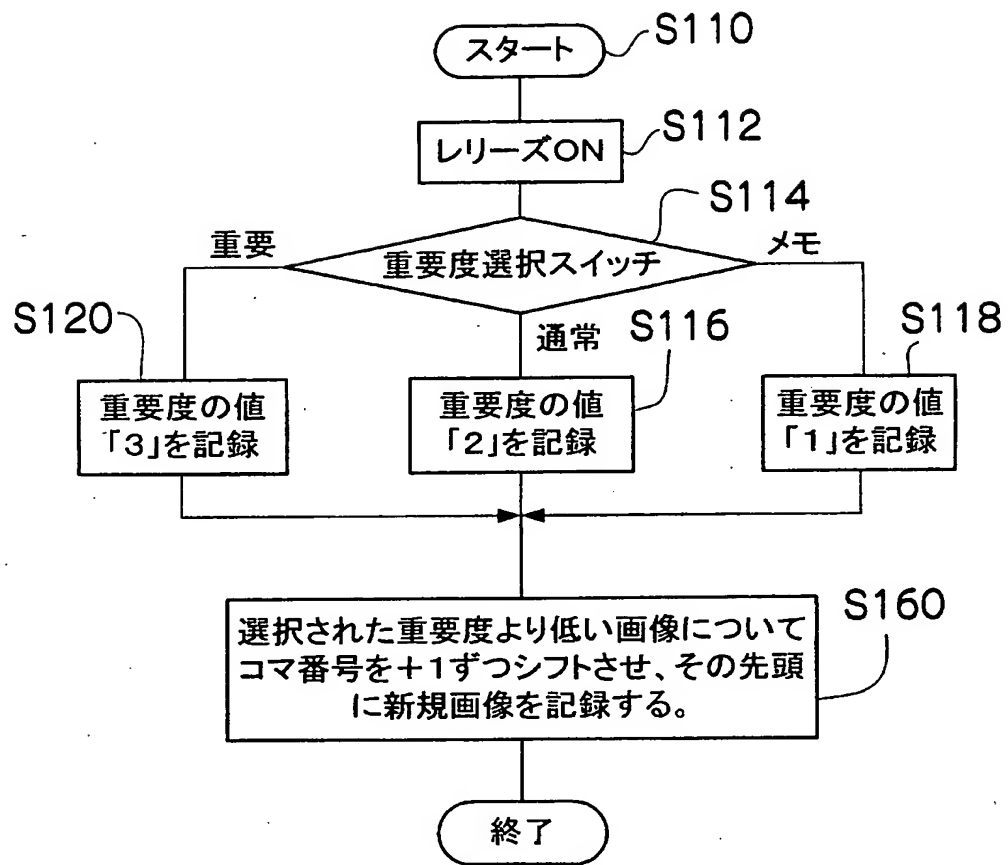 スタート
S110
レリーズON
S112
S114
重要
重要度選択スイッチ
メモ
S120
通常
S116
S118
重要度の値
「3」を記録
重要度の値
「2」を記録
重要度の値
「1」を記録
S160
選択された重要度より低い画像について
コマ番号を+1ずつシフトさせ、その先頭
に新規画像を記録する。
終了